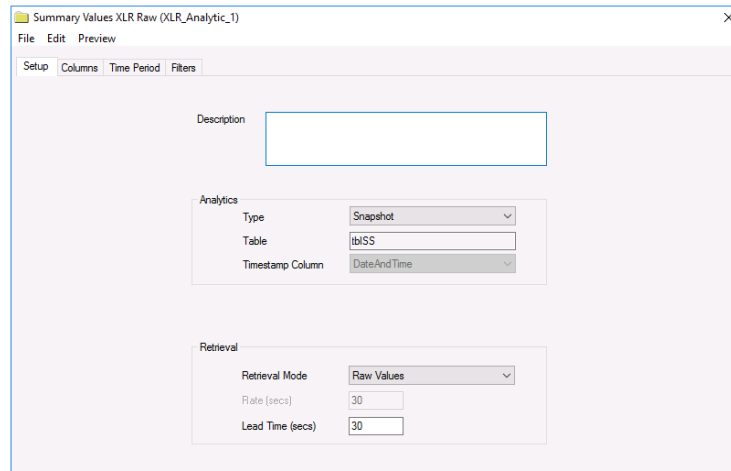 Summary Values XLR Raw (XLR_Analytic_1)
File Edit Preview
Setup Columns Time Period Filters
Description
Analytics
Type Snapshot
Table tblSS
Timestamp Column DateAndTime
Retrieval
Retrieval Mode Raw Values
Rate (secs) 30
Lead Time (secs) 30